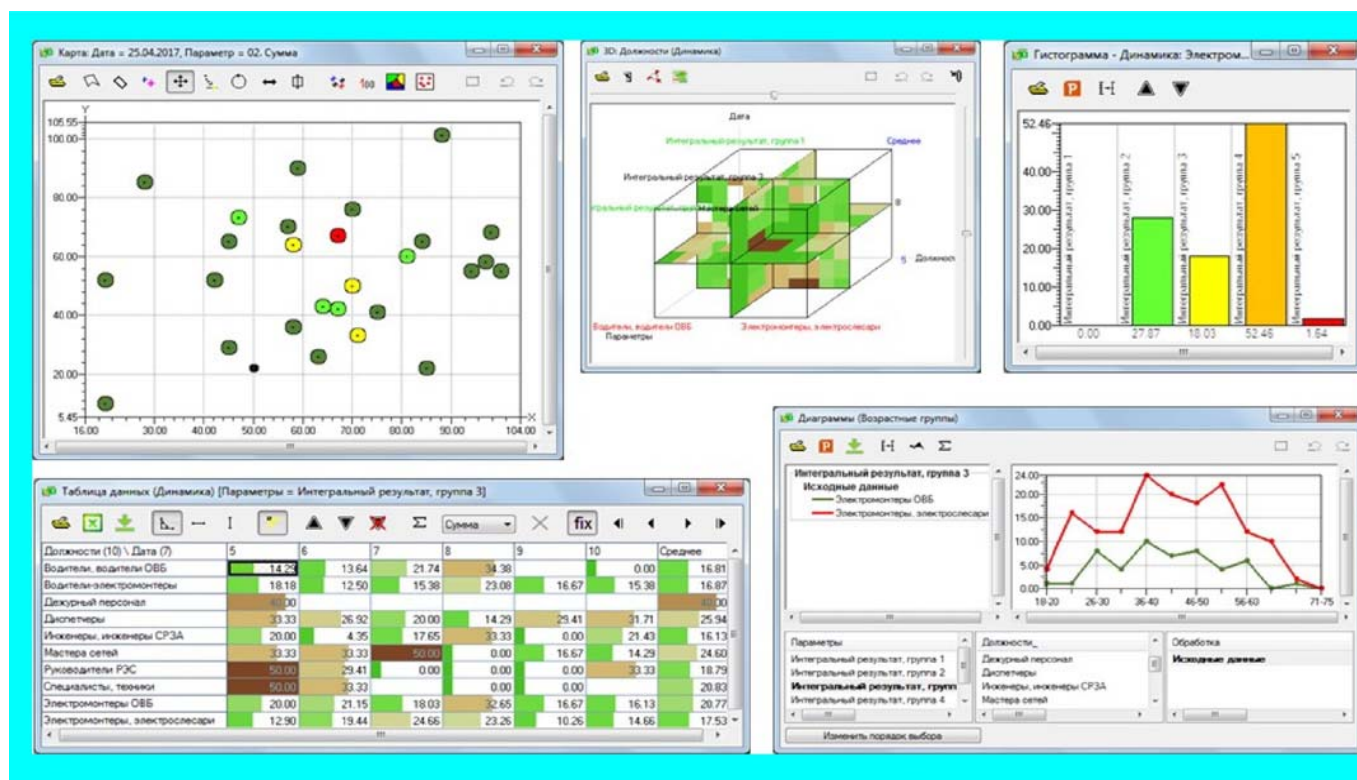 Карта: Дата = 25.04.2017, Параметр = 02. Сумма
100
Y
105.55
100.00
80.00
60.00
40.00
20.00
5.45
16.00 30.00 40.00 50.00 60.00 70.00 80.00 90.00 104.00
X
3D: Должности (Динамика)
Дата
Интегральный результат, группа 1
Среднее
Интегральный результат, группа 3
Мастера сетей
8
5
Должност
Водители, водители ОВБ
Электромонтеры, электрослесари
Параметры
Гистограмма - Динамика: Электром...
52.46
40.00
30.00
20.00
10.00
0.00
Интегральный результат, группа 1
Интегральный результат, группа 2
Интегральный результат, группа 3
Интегральный результат, группа 4
Интегральный результат, группа 5
0.00 27.87 18.03 52.46 1.64
Таблица данных (Динамика) [Параметры = Интегральный результат, группа 3]
Σ Сумма fix
Должности (10) \ Дата (7) 5 6 7 8 9 10 Среднее
Водители, водители ОВБ 14.29 13.64 21.74 34.38 0.00 16.81
Водители-электромонтеры 18.18 12.50 15.38 23.08 16.67 15.38 16.87
Дежурный персонал 40.00 40.00
Диспетчеры 33.33 26.92 20.00 14.29 29.41 31.71 25.94
Инженеры, инженеры СРЗА 20.00 4.35 17.65 33.33 0.00 21.43 16.13
Мастера сетей 33.33 33.33 50.00 0.00 16.67 14.29 24.60
Руководители РЭС 50.00 29.41 0.00 0.00 0.00 33.33 18.79
Специалисты, техники 50.00 33.33 0.00 0.00 20.83
Электромонтеры ОВБ 20.00 21.15 18.03 32.65 16.67 16.13 20.77
Электромонтеры, электрослесари 12.90 19.44 24.66 23.26 10.26 14.66 17.53
Диаграммы (Возрастные группы)
Σ
Интегральный результат, группа 3
Исходные данные
Электромонтеры ОВБ
Электромонтеры, электрослесари
24.00
20.00
15.00
10.00
5.00
0.00
18-20 26-30 36-40 46-50 56-60 71-75
Параметры
Интегральный результат, группа 1
Интегральный результат, группа 2
Интегральный результат, групп
Интегральный результат, группа 4
Должности_
Дежурный персонал
Диспетчеры
Инженеры, инженеры СРЗА
Мастера сетей
Обработка
Исходные данные
Изменить порядок выбора